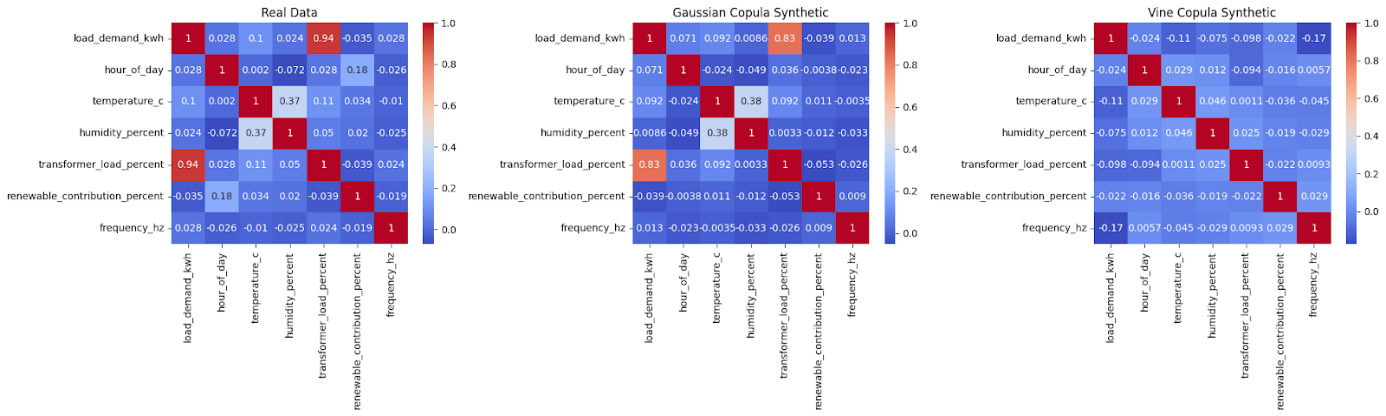 Real Data
load_demand_kwh 1 0.028 0.1 0.024 0.94 -0.035 0.028
hour_of_day 0.028 1 0.002 -0.072 0.028 0.18 -0.026
temperature_c 0.1 0.002 1 0.37 0.11 0.034 -0.01
humidity_percent -0.024 -0.072 0.37 1 0.05 0.02 -0.025
transformer_load_percent 0.94 0.028 0.11 0.05 1 -0.039 0.024
renewable_contribution_percent -0.035 0.18 0.034 0.02 -0.039 1 -0.019
frequency_hz 0.028 -0.026 -0.01 -0.025 0.024 -0.019 1
load_demand_kwh
hour_of_day
temperature_c
humidity_percent
transformer_load_percent
renewable_contribution_percent
frequency_hz
1.0
0.8
0.6
0.4
0.2
0.0
Gaussian Copula Synthetic
load_demand_kwh 1 0.071 0.092 0.0086 0.83 -0.039 0.013
hour_of_day 0.071 1 -0.024 -0.049 0.036 -0.0038 -0.023
temperature_c 0.092 -0.024 1 0.38 0.092 0.011 -0.0035
humidity_percent 0.0086 -0.049 0.38 1 0.0033 -0.012 -0.033
transformer_load_percent 0.83 0.036 0.092 0.0033 1 -0.053 -0.026
renewable_contribution_percent -0.039 -0.0038 0.011 -0.012 -0.053 1 0.009
frequency_hz 0.013 -0.023 -0.0035 -0.033 -0.026 0.009 1
load_demand_kwh
hour_of_day
temperature_c
humidity_percent
transformer_load_percent
renewable_contribution_percent
frequency_hz
1.0
0.8
0.6
0.4
0.2
0.0
Vine Copula Synthetic
load_demand_kwh 1 -0.024 -0.11 -0.075 -0.098 -0.022 -0.17
hour_of_day -0.024 1 0.029 0.012 -0.094 -0.016 0.0057
temperature_c -0.11 0.029 1 0.046 0.0011 -0.036 -0.045
humidity_percent -0.075 0.012 0.046 1 0.025 -0.019 -0.029
transformer_load_percent -0.098 -0.094 0.0011 0.025 1 -0.022 0.0093
renewable_contribution_percent -0.022 -0.016 -0.036 -0.019 -0.022 1 0.029
frequency_hz -0.17 0.0057 -0.045 -0.029 0.0093 0.029 1
load_demand_kwh
hour_of_day
temperature_c
humidity_percent
transformer_load_percent
renewable_contribution_percent
frequency_hz
1.0
0.8
0.6
0.4
0.2
0.0